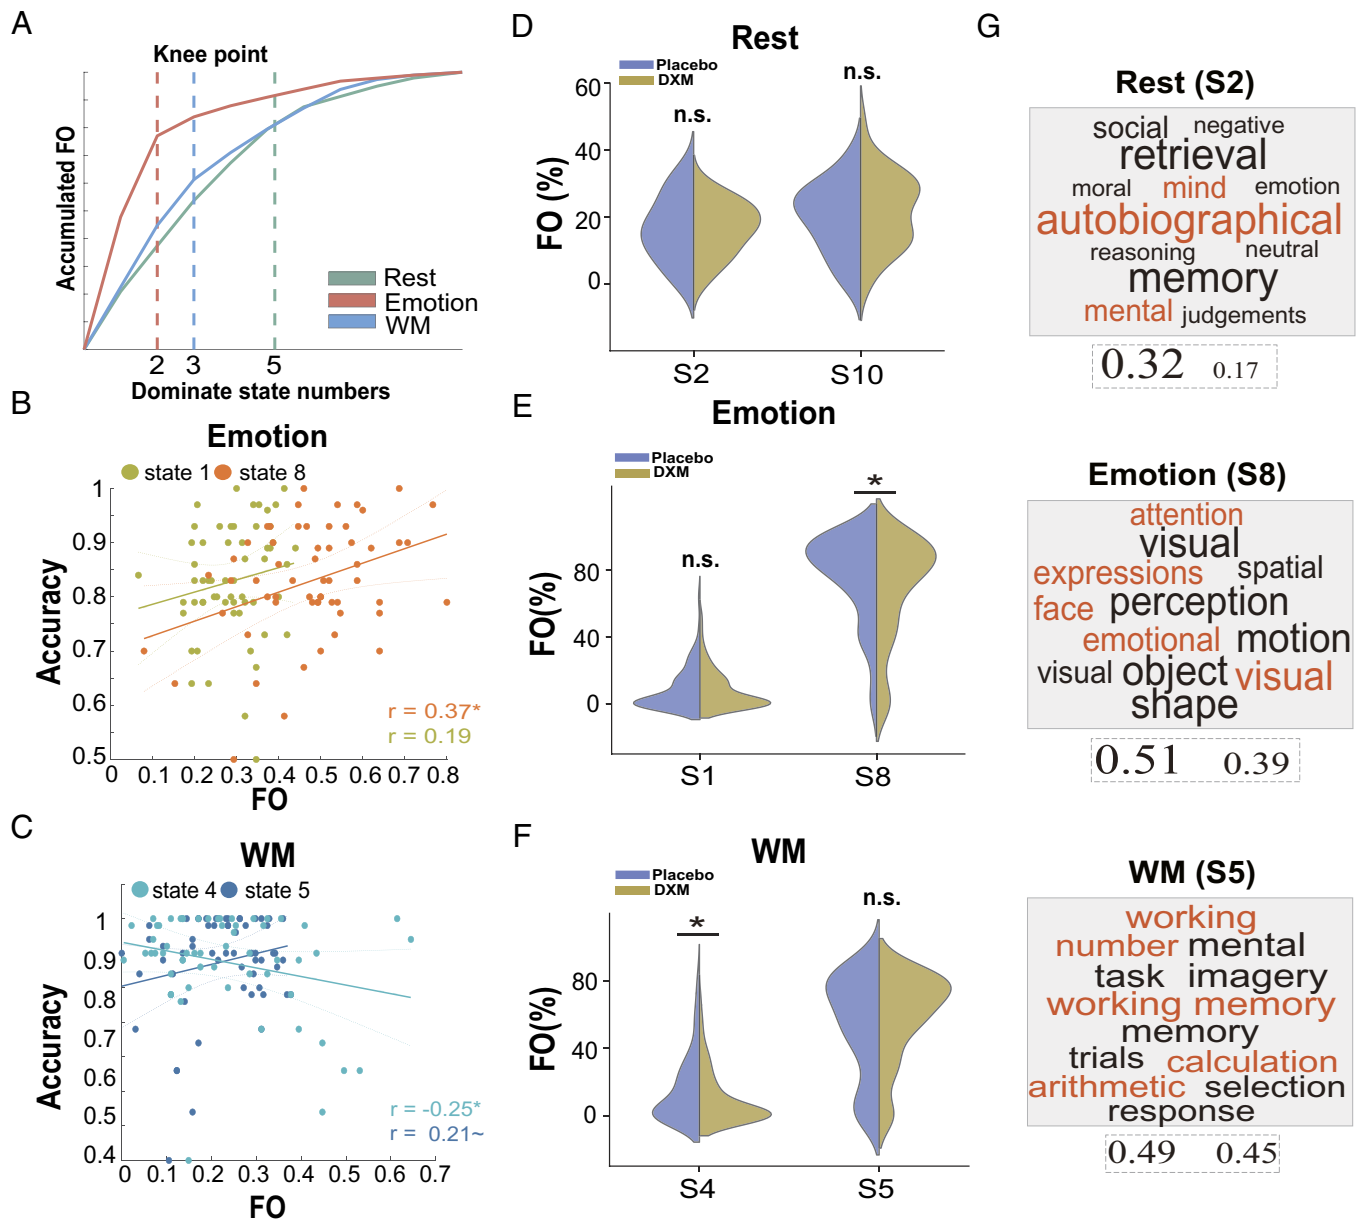 A
Knee point
Accumulated FO
Rest
Emotion
WM
2 3 5
Dominate state numbers
B
Emotion
state 1 state 8
1
0.9
0.8
0.7
0.6
0.5
Accuracy
r = 0.37*
r = 0.19
0 0.1 0.2 0.3 0.4 0.5 0.6 0.7 0.8
FO
C
WM
state 4 state 5
1
0.9
0.8
0.7
0.6
0.5
0.4
Accuracy
r = -0.25*
r = 0.21~
0 0.1 0.2 0.3 0.4 0.5 0.6 0.7
FO
D
Rest
Placebo
DXM
n.s.
n.s.
60
40
20
0
FO (%)
S2 S10
E
Emotion
Placebo
DXM
n.s.
*
80
40
0
FO(%)
S1 S8
F
WM
Placebo
DXM
*
n.s.
80
40
0
FO(%)
S4 S5
G
Rest (S2)
social negative
retrieval
moral mind emotion
autobiographical
reasoning neutral
memory
mental judgements
0.32 0.17
Emotion (S8)
attention
visual
expressions spatial
face perception
emotional motion
visual object visual
shape
0.51 0.39
WM (S5)
working
number mental
task imagery
working memory
memory
trials calculation
arithmetic selection
response
0.49 0.45